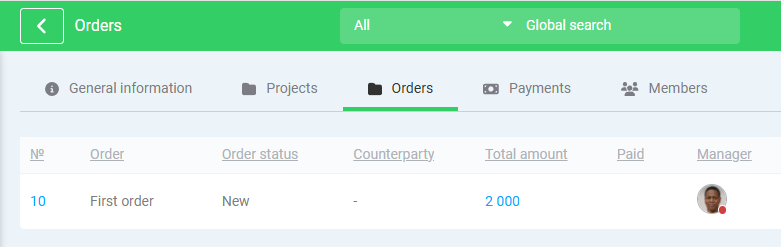 Orders All Global search
General information Projects Orders Payments Members
№ Order Order status Counterparty Total amount Paid Manager
10 First order New - 2 000